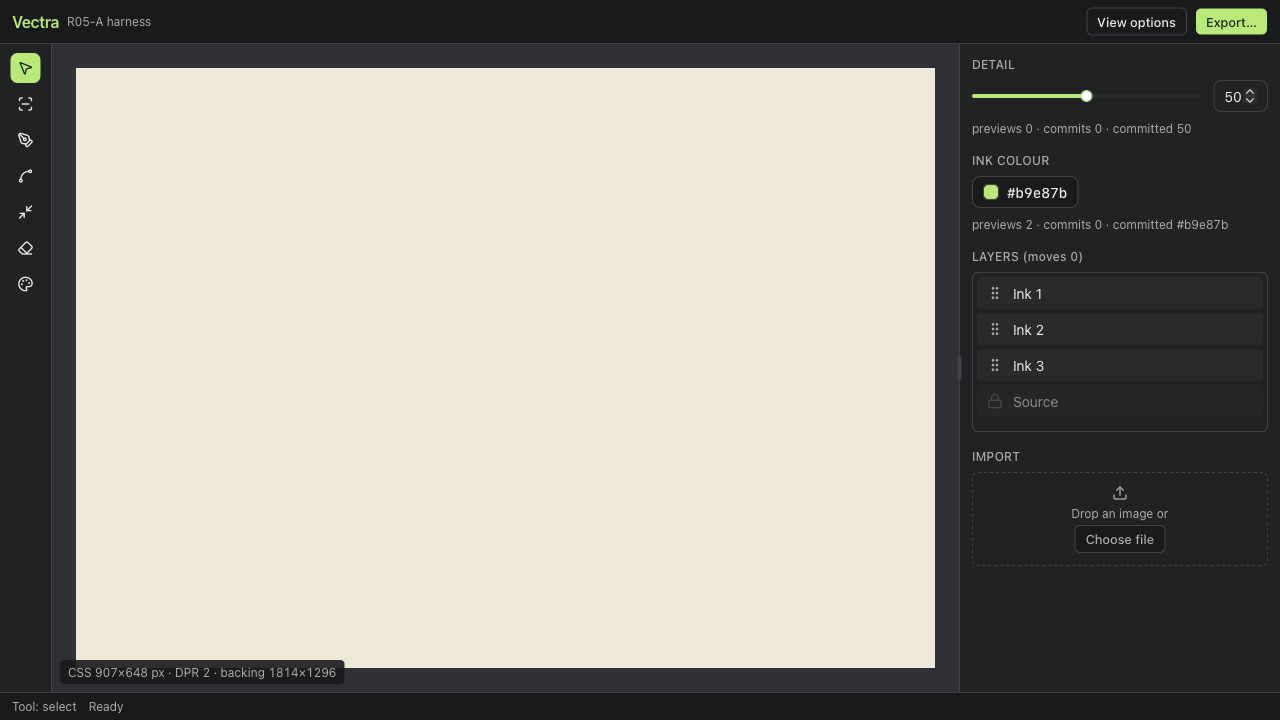 Vectra R05-A harness View options Export...
DETAIL
50
previews 0 · commits 0 · committed 50
INK COLOUR
#b9e87b
previews 2 · commits 0 · committed #b9e87b
LAYERS (moves 0)
Ink 1
Ink 2
Ink 3
Source
IMPORT
Drop an image or
Choose file
CSS 907×648 px · DPR 2 · backing 1814×1296
Tool: select Ready